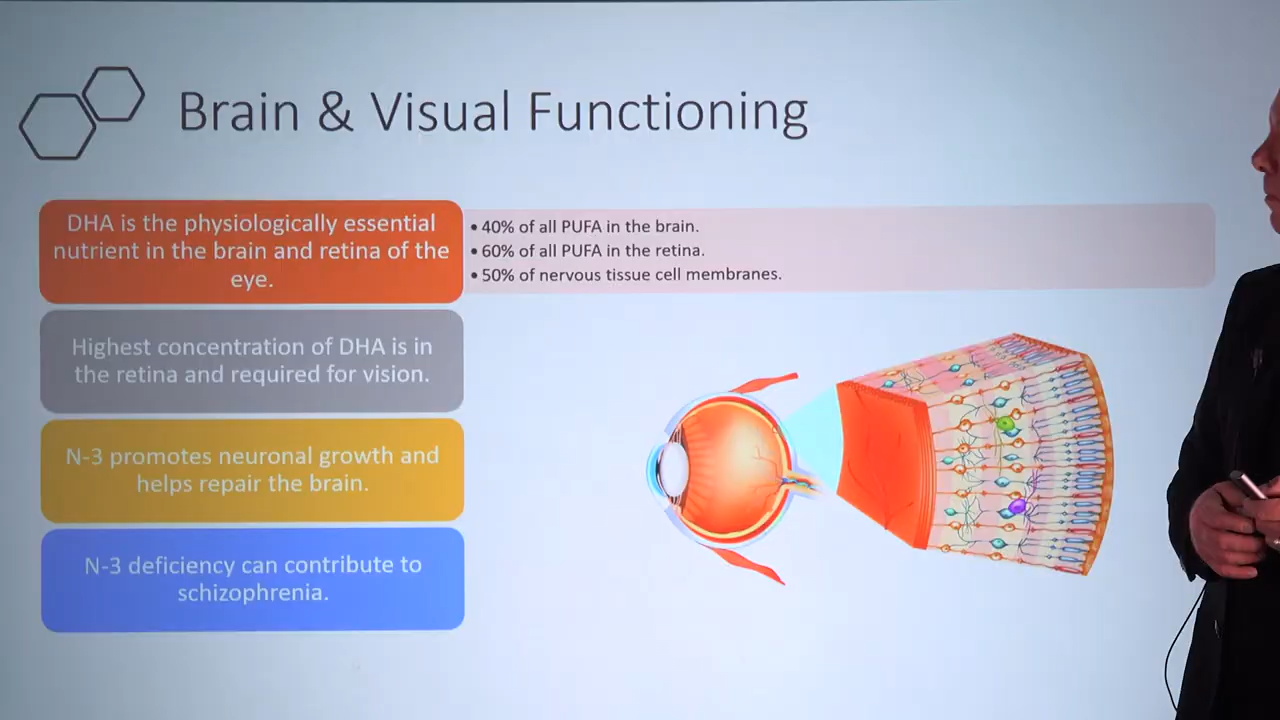 Brain & Visual Functioning
DHA is the physiologically essential
nutrient in the brain and retina of the
eye.
• 40% of all PUFA in the brain.
• 60% of all PUFA in the retina.
• 50% of nervous tissue cell membranes.
Highest concentration of DHA is in
the retina and required for vision.
N-3 promotes neuronal growth and
helps repair the brain.
N-3 deficiency can contribute to
schizophrenia.